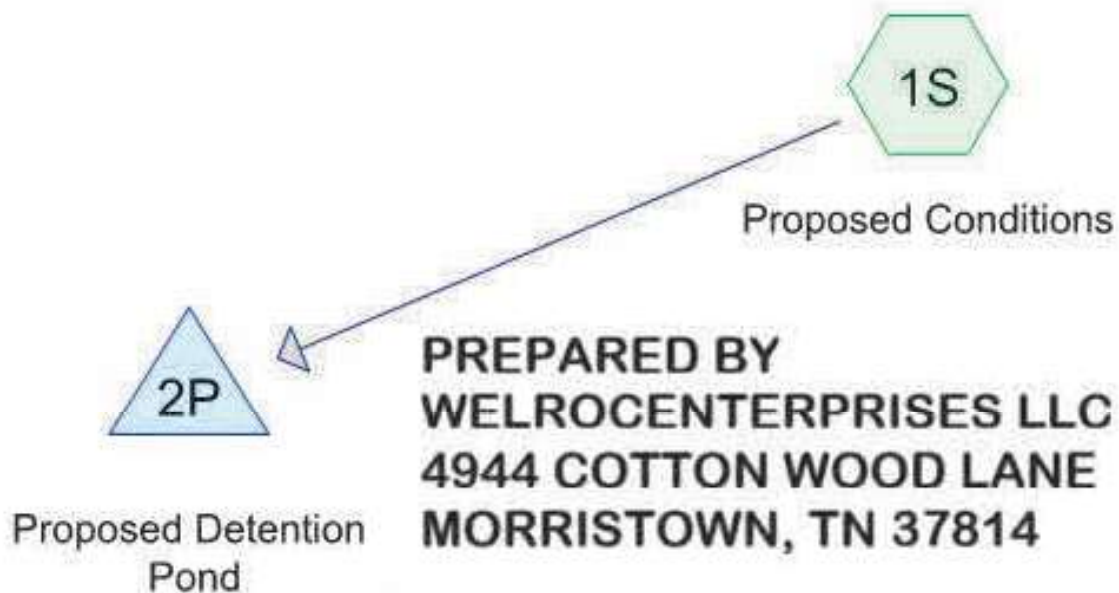 1S
Proposed Conditions
2P
Proposed Detention
Pond
PREPARED BY
WELROCENTERPRISES LLC
4944 COTTON WOOD LANE
MORRISTOWN, TN 37814